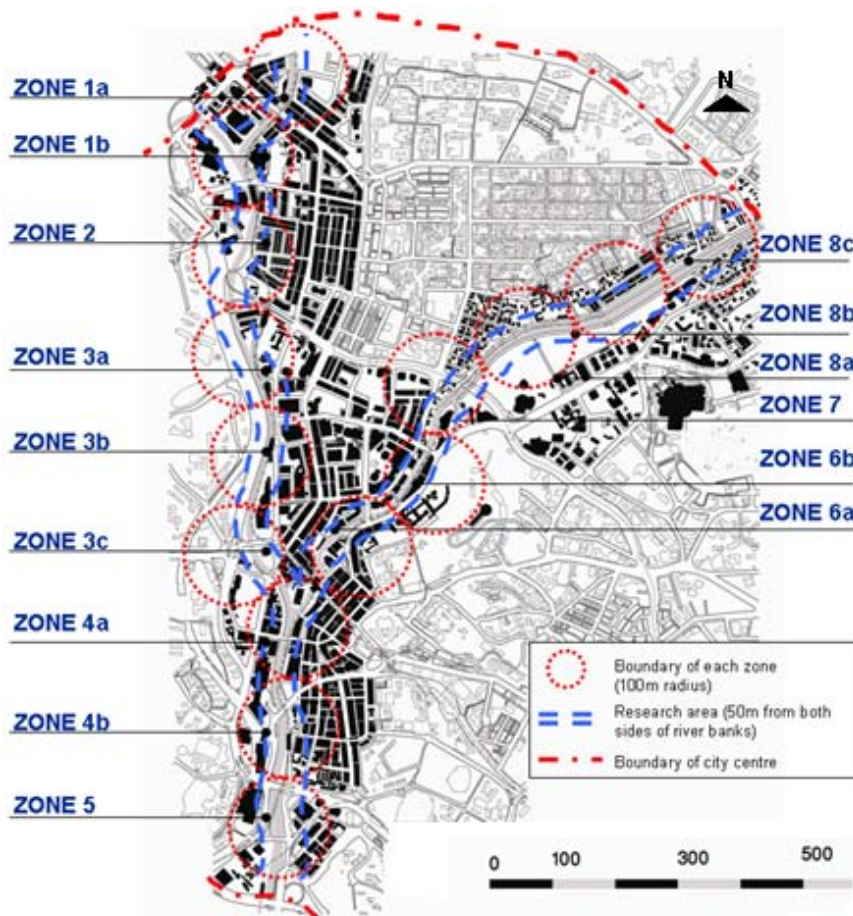 ZONE 1a
ZONE 1b
ZONE 2
ZONE 3a
ZONE 3b
ZONE 3c
ZONE 4a
ZONE 4b
ZONE 5
N
ZONE 8c
ZONE 8b
ZONE 8a
ZONE 7
ZONE 6b
ZONE 6a
Boundary of each zone
(100m radius)
Research area (50m from both
sides of river banks)
Boundary of city centre
0 100 300 500